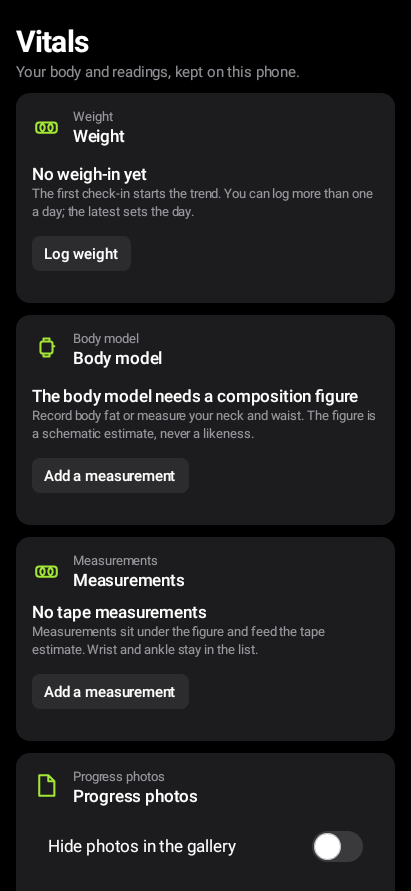 Vitals
Your body and readings, kept on this phone.
Weight
Weight
No weigh-in yet
The first check-in starts the trend. You can log more than one
a day; the latest sets the day.
Log weight
Body model
Body model
The body model needs a composition figure
Record body fat or measure your neck and waist. The figure is
a schematic estimate, never a likeness.
Add a measurement
Measurements
Measurements
No tape measurements
Measurements sit under the figure and feed the tape
estimate. Wrist and ankle stay in the list.
Add a measurement
Progress photos
Progress photos
Hide photos in the gallery